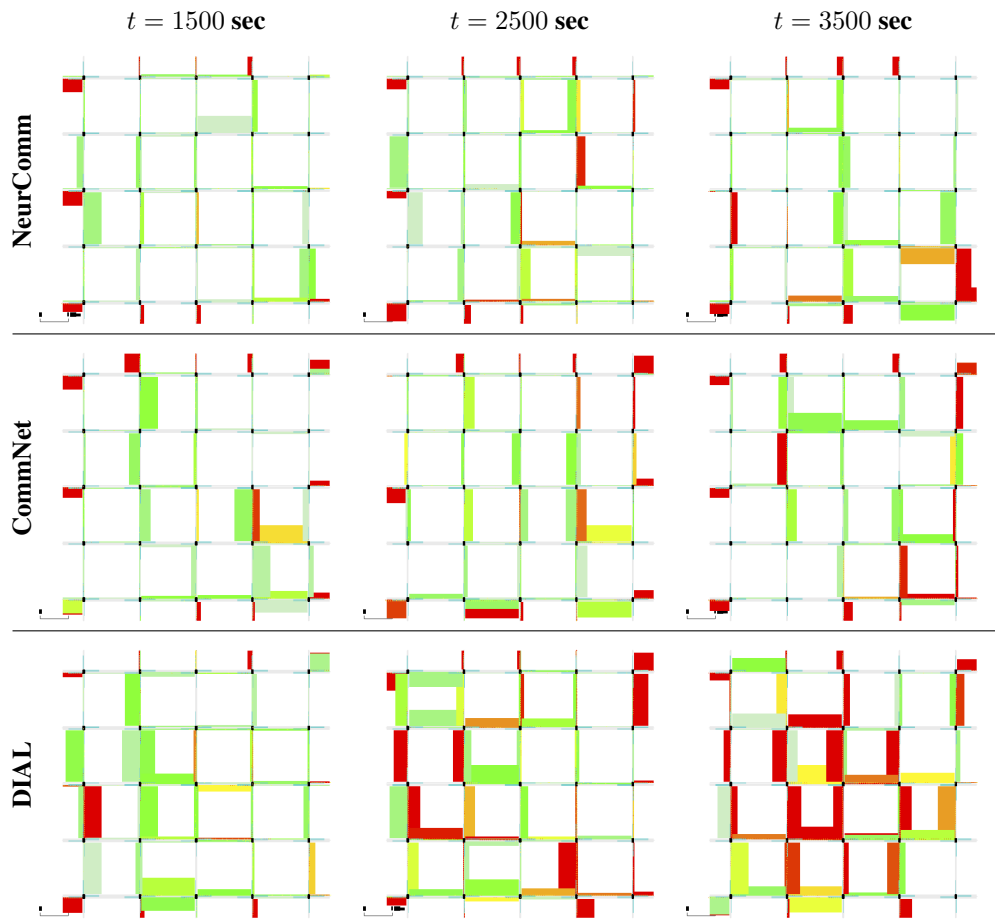 t = 1500 sec
t = 2500 sec
t = 3500 sec
NeurComm
CommNet
DIAL